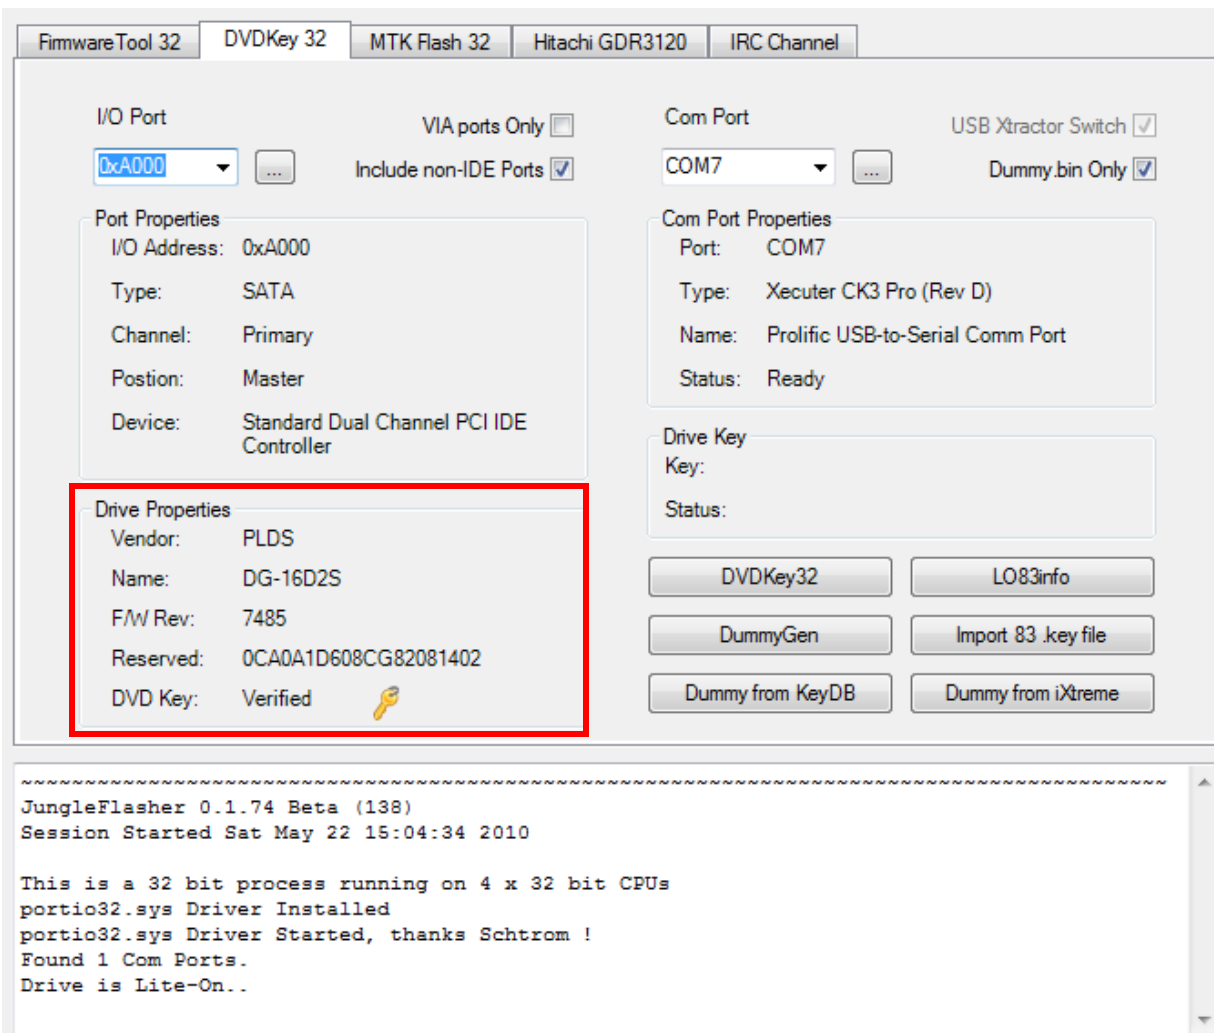 FirmwareTool 32 DVDKey 32 MTK Flash 32 Hitachi GDR3120 IRC Channel
I/O Port
VIA ports Only
0xA000 ...
Include non-IDE Ports
Port Properties
I/O Address: 0xA000
Type: SATA
Channel: Primary
Postion: Master
Device: Standard Dual Channel PCI IDE
Controller
Drive Properties
Vendor: PLDS
Name: DG-16D2S
F/W Rev: 7485
Reserved: 0CA0A1D608CG82081402
DVD Key: Verified
Com Port
USB Xtractor Switch
COM7 ...
Dummy.bin Only
Com Port Properties
Port: COM7
Type: Xecuter CK3 Pro (Rev D)
Name: Prolific USB-to-Serial Comm Port
Status: Ready
Drive Key
Key:
Status:
DVDKey32 LO83info
DummyGen Import 83 .key file
Dummy from KeyDB Dummy from iXtreme
~~~~~~~~~~~~~~~~~~~~~~~~~~~~~~~~~~~~~~~~~~~~~~~~~~~~~~~~~~~~~~~~~~~~~~~~~~~~~~~~~~~~~~~~~~
JungleFlasher 0.1.74 Beta (138)
Session Started Sat May 22 15:04:34 2010
This is a 32 bit process running on 4 x 32 bit CPUs
portio32.sys Driver Installed
portio32.sys Driver Started, thanks Schtrom !
Found 1 Com Ports.
Drive is Lite-On..